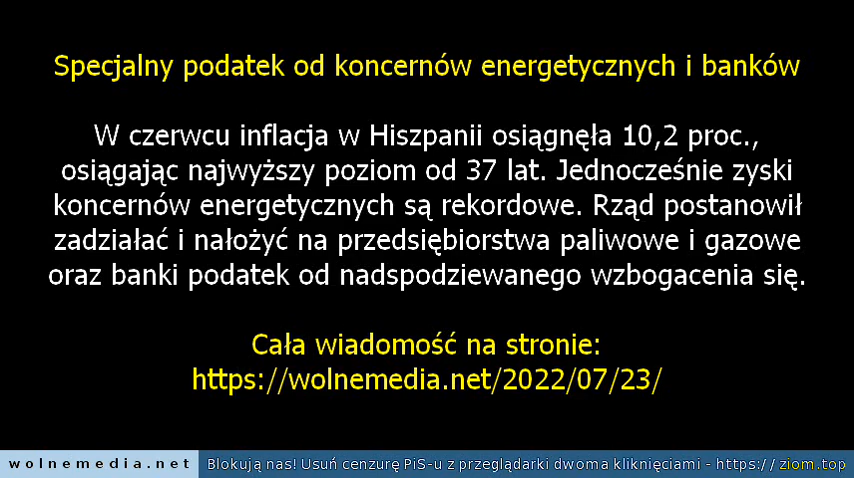 Specjalny podatek od koncernów energetycznych i banków
W czerwcu inflacja w Hiszpanii osiągnęła 10,2 proc.,
osiągając najwyższy poziom od 37 lat. Jednocześnie zyski
koncernów energetycznych są rekordowe. Rząd postanowił
zadziałać i nałożyć na przedsiębiorstwa paliwowe i gazowe
oraz banki podatek od nadspodziewanego wzbogacenia się.
Cała wiadomość na stronie:
https://wolnemedia.net/2022/07/23/
wolnemedia.net
Blokują nas! Usuń cenzurę PiS-u z przeglądarki dwoma kliknięciami - https://ziom.top